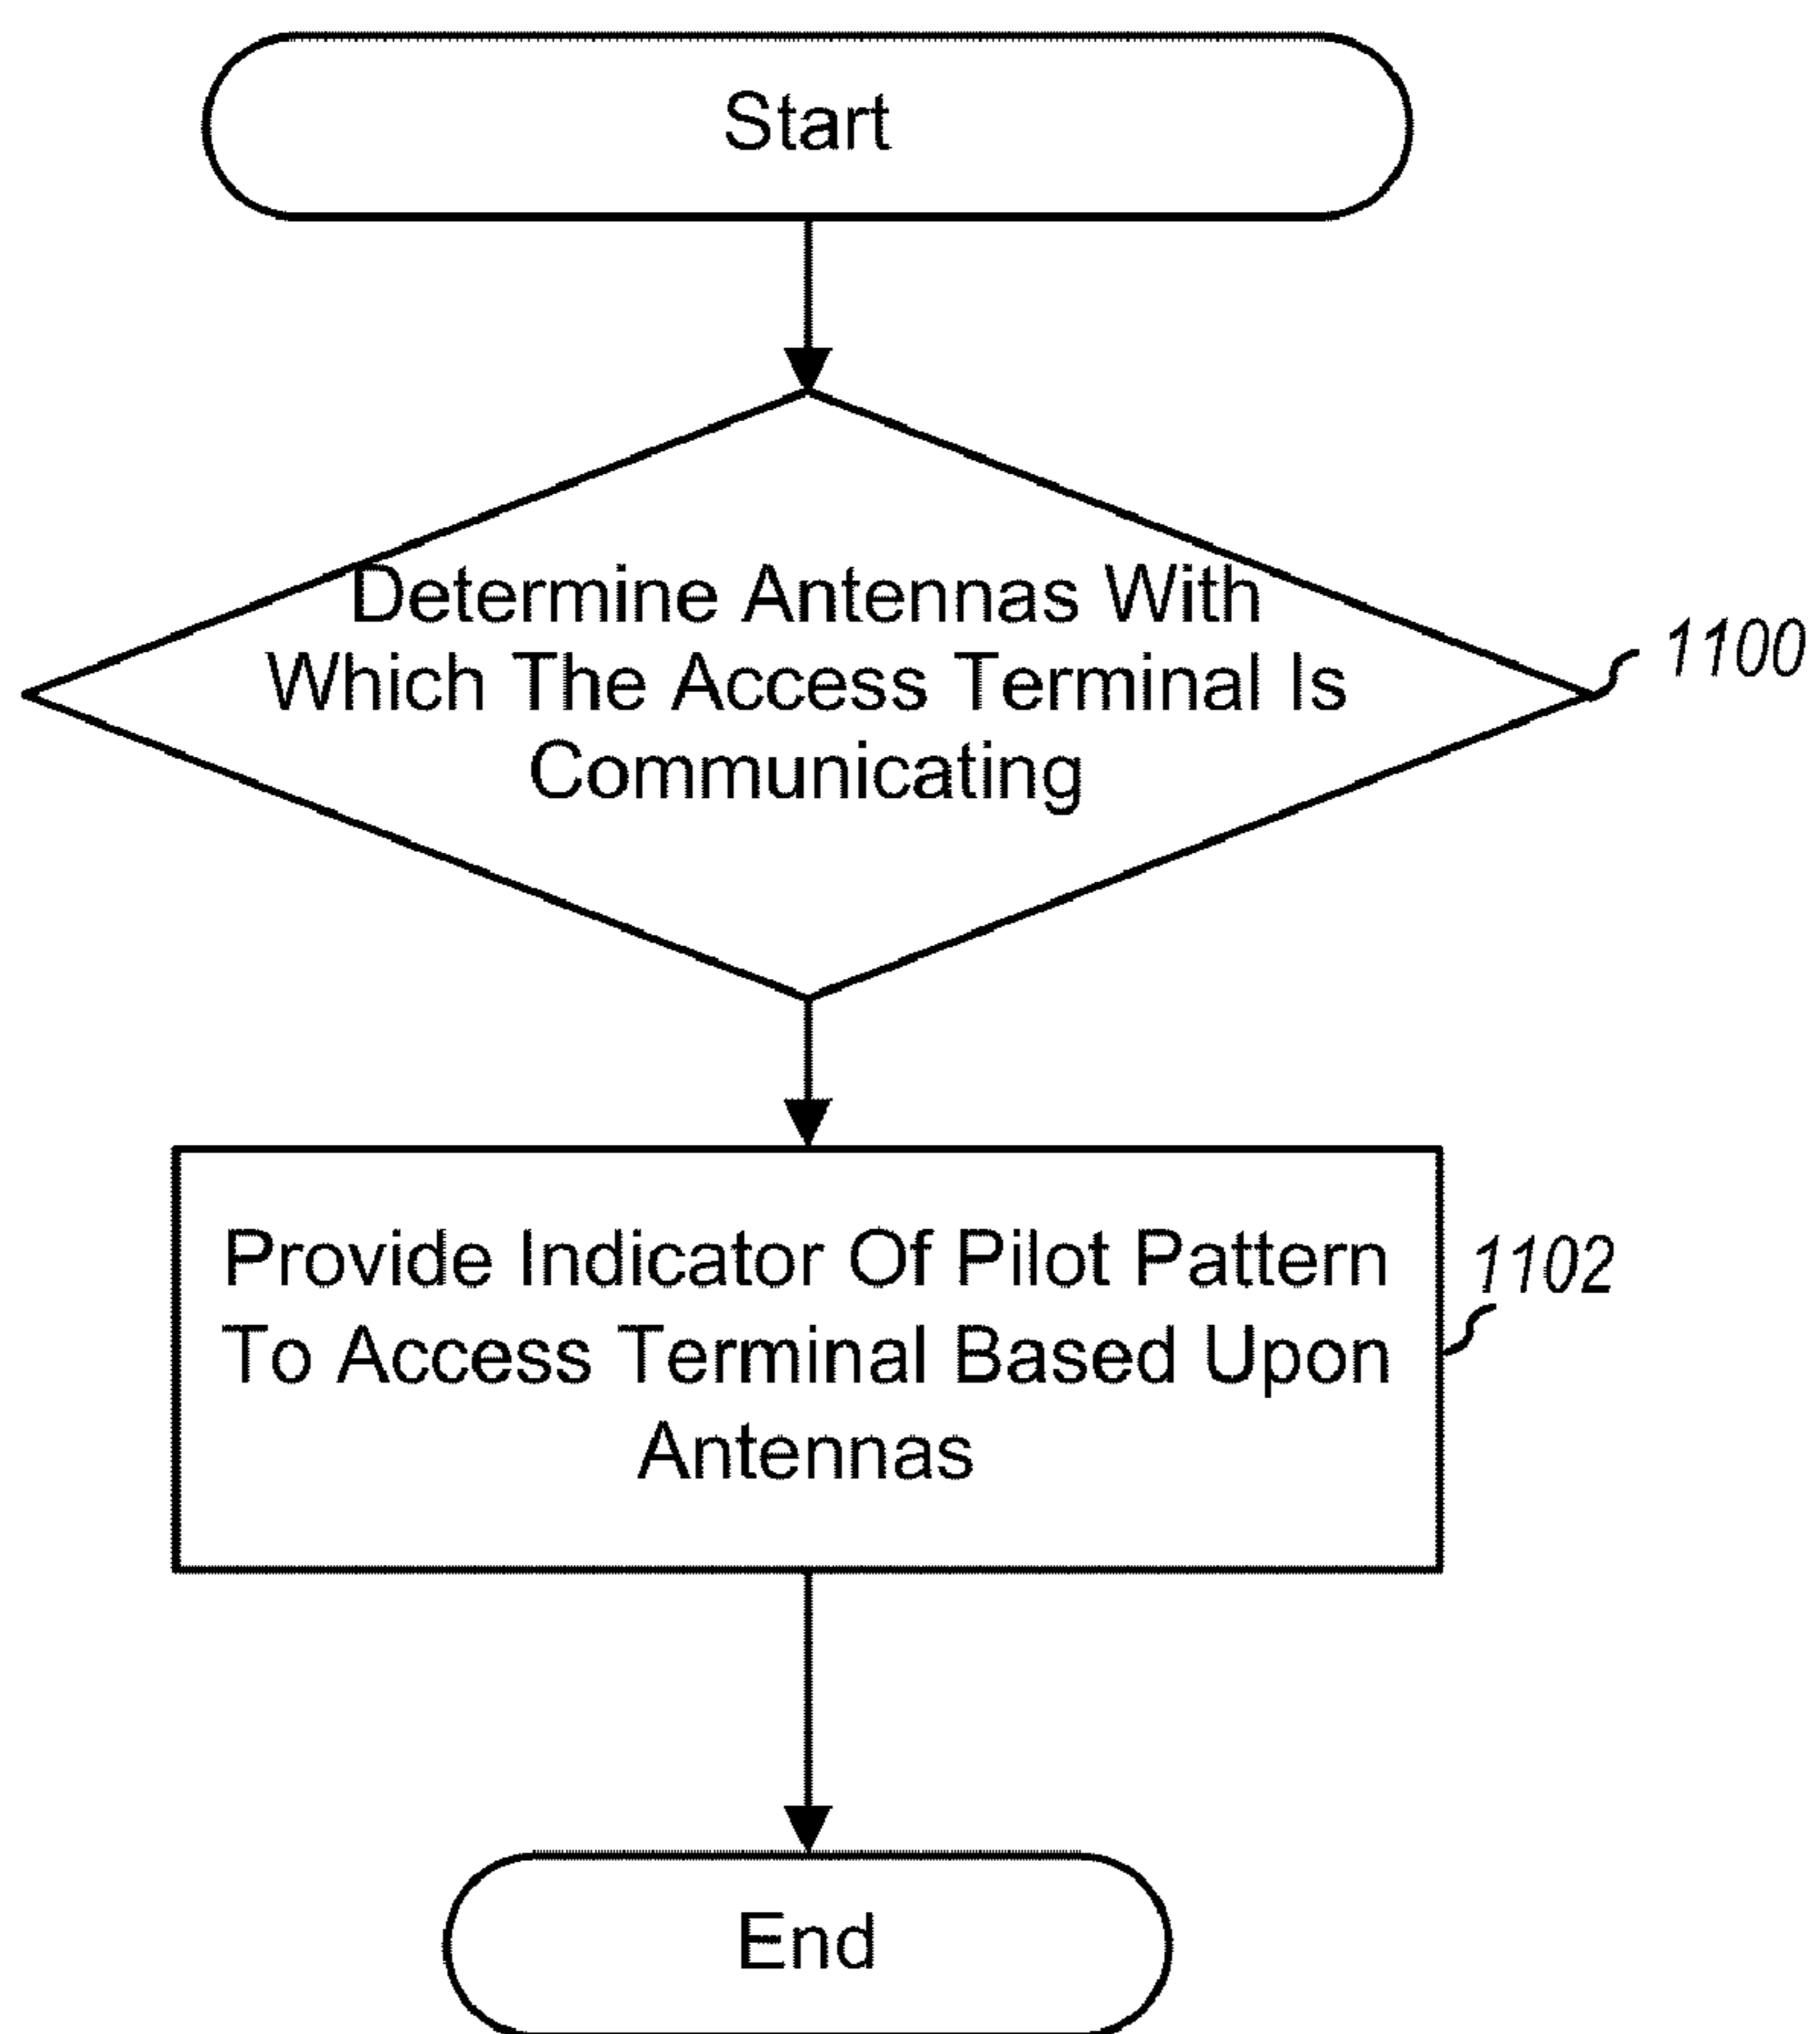 Start
Determine Antennas With
Which The Access Terminal Is
Communicating
1100
Provide Indicator Of Pilot Pattern
To Access Terminal Based Upon
Antennas
1102
End